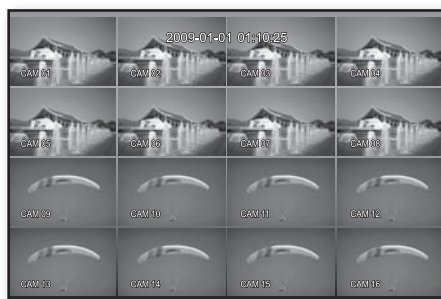 2009-01-01 01:10:25
CAM 01 CAM 02 CAM 03 CAM 04
CAM 05 CAM 06 CAM 07 CAM 08
CAM 09 CAM 10 CAM 11 CAM 12
CAM 13 CAM 14 CAM 15 CAM 16